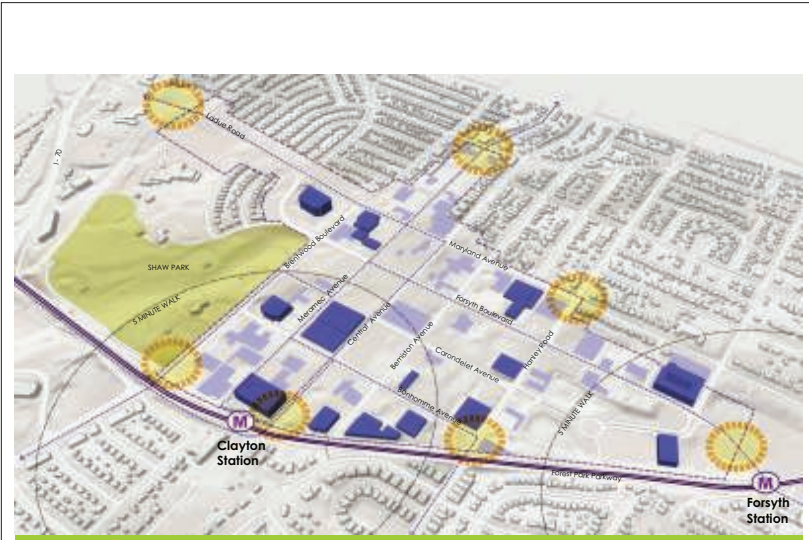 Ladue Road
I - 70
SHAW PARK
Brentwood Boulevard
5 MINUTE WALK
Meramec Avenue
Central Avenue
Maryland Avenue
Forsyth Boulevard
Bemiston Avenue
Carondelet Avenue
Hanley Road
Bonhomme Avenue
5 MINUTE WALK
M
Clayton
Station
Forest Park Parkway
M
Forsyth
Station